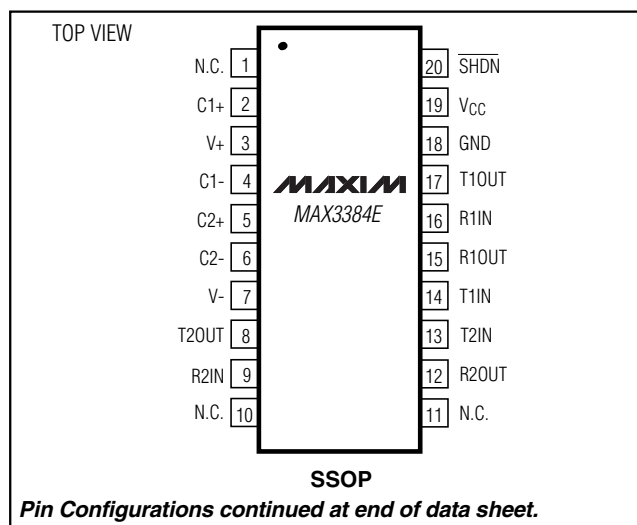 TOP VIEW
N.C. 1
C1+ 2
V+ 3
C1- 4
C2+ 5
C2- 6
V- 7
T2OUT 8
R2IN 9
N.C. 10
MAXIM
MAX3384E
20 SHDN
19 VCC
18 GND
17 T1OUT
16 R1IN
15 R1OUT
14 T1IN
13 T2IN
12 R2OUT
11 N.C.
SSOP
Pin Configurations continued at end of data sheet.